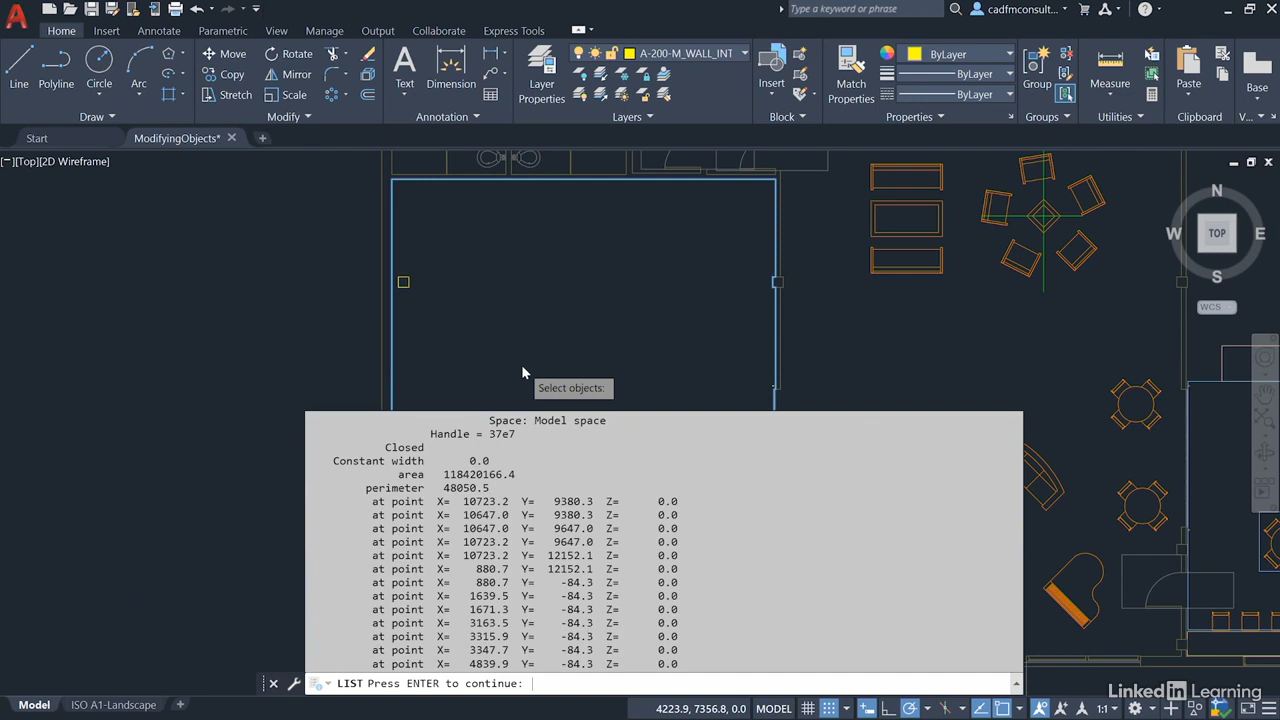 Type a keyword or phrase
cadfmconsult...
Home Insert Annotate Parametric View Manage Output Collaborate Express Tools
Line Polyline Circle Arc
Move Rotate
Copy Mirror
Stretch Scale
Text Dimension
Layer Properties
A-200-M_WALL_INT
Insert
Match Properties
ByLayer
ByLayer
ByLayer
Group
Measure
Paste
Base
Draw Modify Annotation Layers Block Properties Groups Utilities Clipboard V...
Start ModifyingObjects*
[−][Top][2D Wireframe]
N
W TOP E
S
WCS
Select objects:
Space: Model space
Handle = 37e7
Closed
Constant width 0.0
area 118420166.4
perimeter 48050.5
at point X= 10723.2 Y= 9380.3 Z= 0.0
at point X= 10647.0 Y= 9380.3 Z= 0.0
at point X= 10647.0 Y= 9647.0 Z= 0.0
at point X= 10723.2 Y= 9647.0 Z= 0.0
at point X= 10723.2 Y= 12152.1 Z= 0.0
at point X= 880.7 Y= 12152.1 Z= 0.0
at point X= 880.7 Y= -84.3 Z= 0.0
at point X= 1639.5 Y= -84.3 Z= 0.0
at point X= 1671.3 Y= -84.3 Z= 0.0
at point X= 3163.5 Y= -84.3 Z= 0.0
at point X= 3315.9 Y= -84.3 Z= 0.0
at point X= 3347.7 Y= -84.3 Z= 0.0
at point X= 4839.9 Y= -84.3 Z= 0.0
LIST Press ENTER to continue:
LinkedIn Learning
Model ISO A1-Landscape
4223.9, 7356.8, 0.0 MODEL 1:1